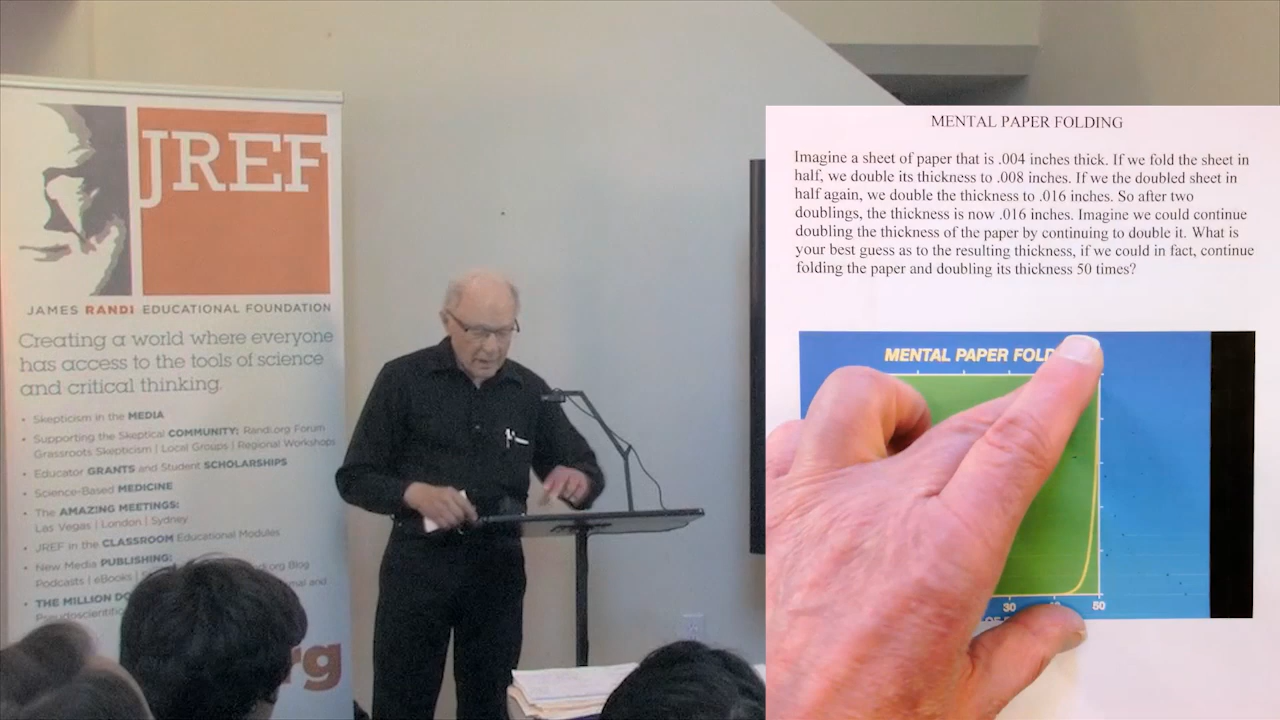 JREF
JAMES RANDI EDUCATIONAL FOUNDATION
Creating a world where everyone
has access to the tools of science
and critical thinking.
• Skepticism in the MEDIA
• Supporting the Skeptical COMMUNITY: Randi.org Forum
Grassroots Skepticism | Local Groups | Regional Workshops
• Educator GRANTS and Student SCHOLARSHIPS
• Science-Based MEDICINE
• The AMAZING MEETINGS:
Las Vegas | London | Sydney
• JREF in the CLASSROOM Educational Modules
• New Media PUBLISHING:
Podcasts | eBooks | Blog
• THE MILLION
rg
MENTAL PAPER FOLDING
Imagine a sheet of paper that is .004 inches thick. If we fold the sheet in
half, we double its thickness to .008 inches. If we the doubled sheet in
half again, we double the thickness to .016 inches. So after two
doublings, the thickness is now .016 inches. Imagine we could continue
doubling the thickness of the paper by continuing to double it. What is
your best guess as to the resulting thickness, if we could in fact, continue
folding the paper and doubling its thickness 50 times?
MENTAL PAPER FOLD
30 50